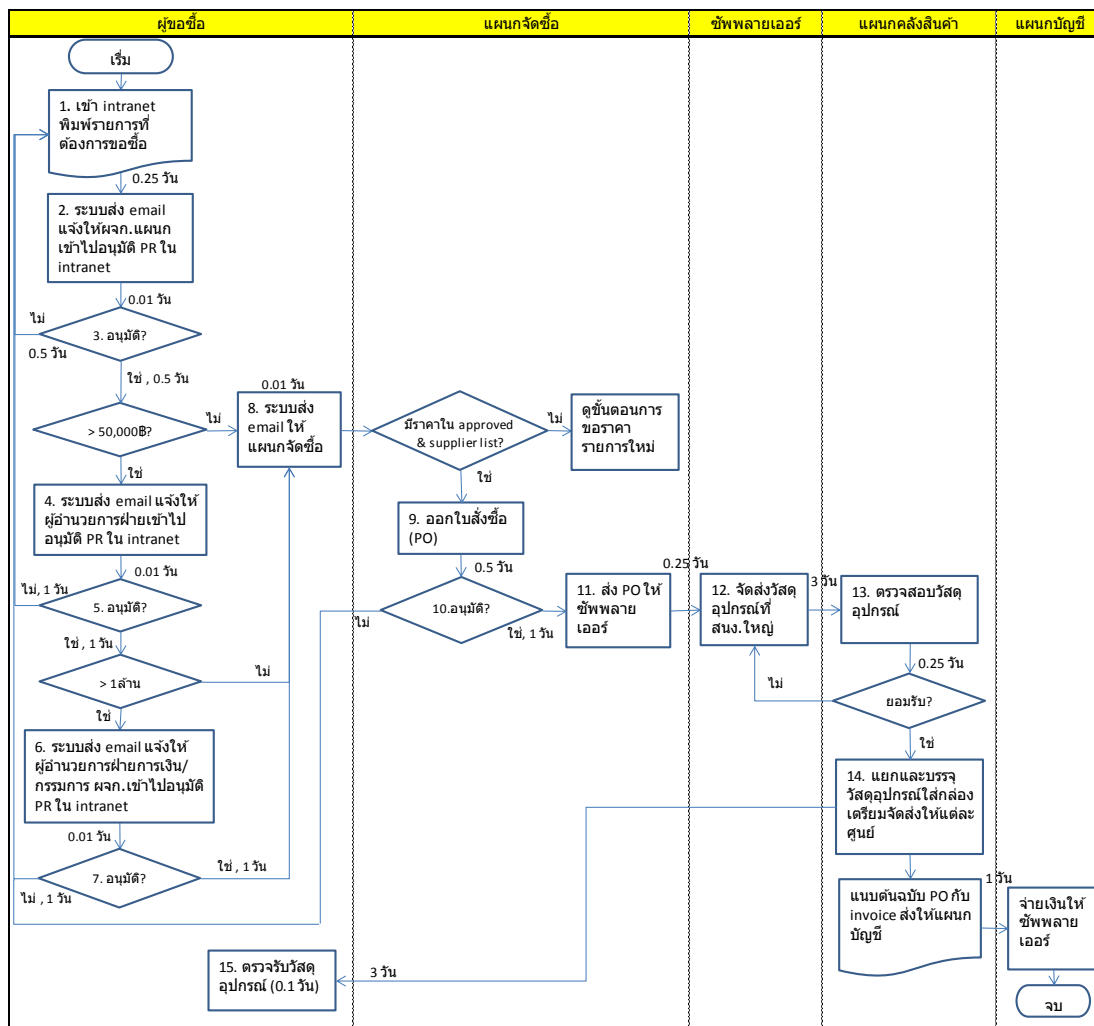 ผู้ขอซื้อ
แผนกจัดซื้อ
ซัพพลายเออร์
แผนกคลังสินค้า
แผนกบัญชี
เริ่ม
1. เข้า intranet
พิมพ์รายการที่
ต้องการขอซื้อ
0.25 วัน
2. ระบบส่ง email
แจ้งให้ผจก.แผนก
เข้าไปอนุมัติ PR ใน
intranet
0.01 วัน
ไม่
3. อนุมัติ?
0.5 วัน
ใช่ , 0.5 วัน
> 50,000฿?
ไม่
0.01 วัน
8. ระบบส่ง
email ให้
แผนกจัดซื้อ
มีราคาใน approved
& supplier list?
ไม่
ดูขั้นตอนการ
ขอราคา
รายการใหม่
ใช่
ใช่
4. ระบบส่ง email แจ้งให้
ผู้อำนวยการฝ่ายเข้าไป
อนุมัติ PR ใน intranet
9. ออกใบสั่งซื้อ
(PO)
0.01 วัน
0.5 วัน
0.25 วัน
3 วัน
ไม่, 1 วัน
5. อนุมัติ?
ไม่
10.อนุมัติ?
ใช่, 1 วัน
11. ส่ง PO ให้
ซัพพลาย
เออร์
12. จัดส่งวัสดุ
อุปกรณ์ที่
สนง.ใหญ่
13. ตรวจสอบวัสดุ
อุปกรณ์
0.25 วัน
ใช่, 1 วัน
> 1ล้าน
ไม่
ไม่
ยอมรับ?
ใช่
ใช่
6. ระบบส่ง email แจ้งให้
ผู้อำนวยการฝ่ายการเงิน/
กรรมการ ผจก.เข้าไปอนุมัติ
PR ใน intranet
14. แยกและบรรจุ
วัสดุอุปกรณ์ใส่กล่อง
เตรียมจัดส่งให้แต่ละ
ศูนย์
0.01 วัน
7. อนุมัติ?
ใช่ , 1 วัน
ไม่ , 1 วัน
แนบต้นฉบับ PO กับ
invoice ส่งให้แผนก
บัญชี
1 วัน
จ่ายเงินให้
ซัพพลาย
เออร์
15. ตรวจรับวัสดุ
อุปกรณ์ (0.1 วัน)
3 วัน
จบ